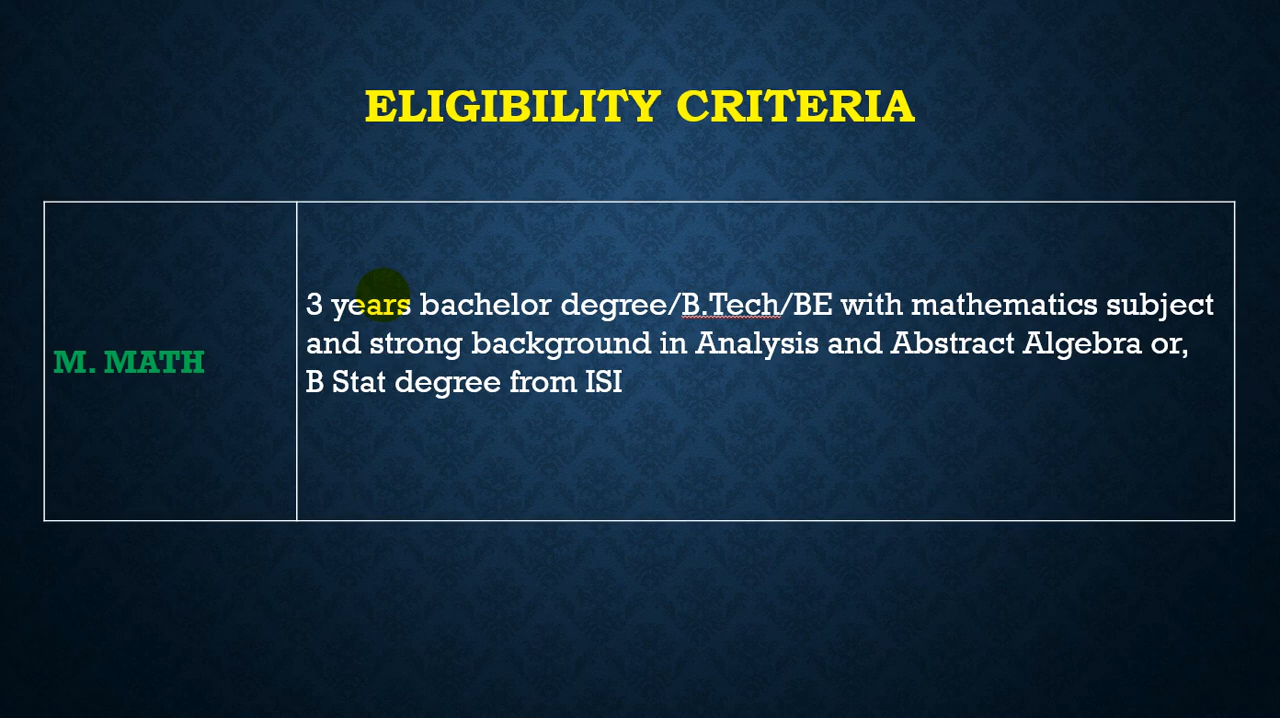 ELIGIBILITY CRITERIA
M. MATH
3 years bachelor degree/B.Tech/BE with mathematics subject
and strong background in Analysis and Abstract Algebra or,
B Stat degree from ISI